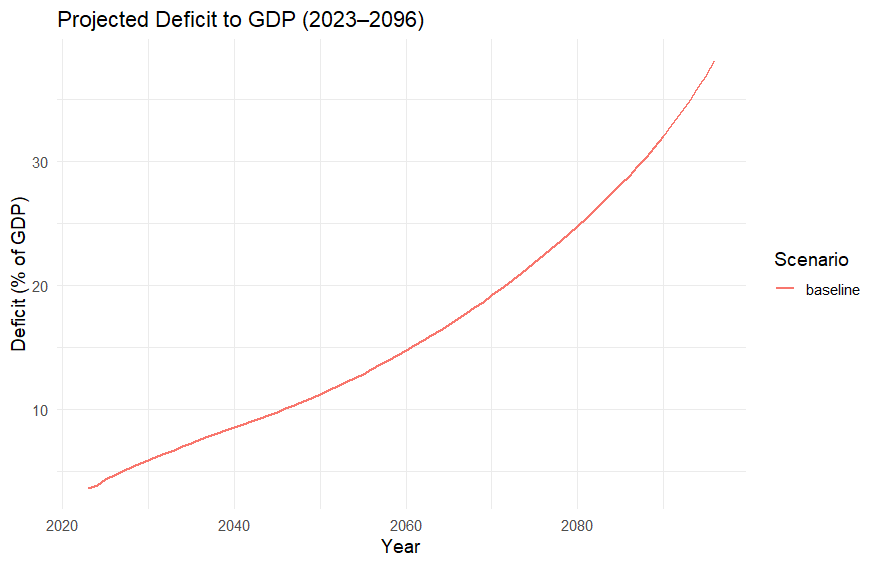 Projected Deficit to GDP (2023–2096)
Deficit (% of GDP)
30
20
10
2020 2040 2060 2080
Year
Scenario
baseline